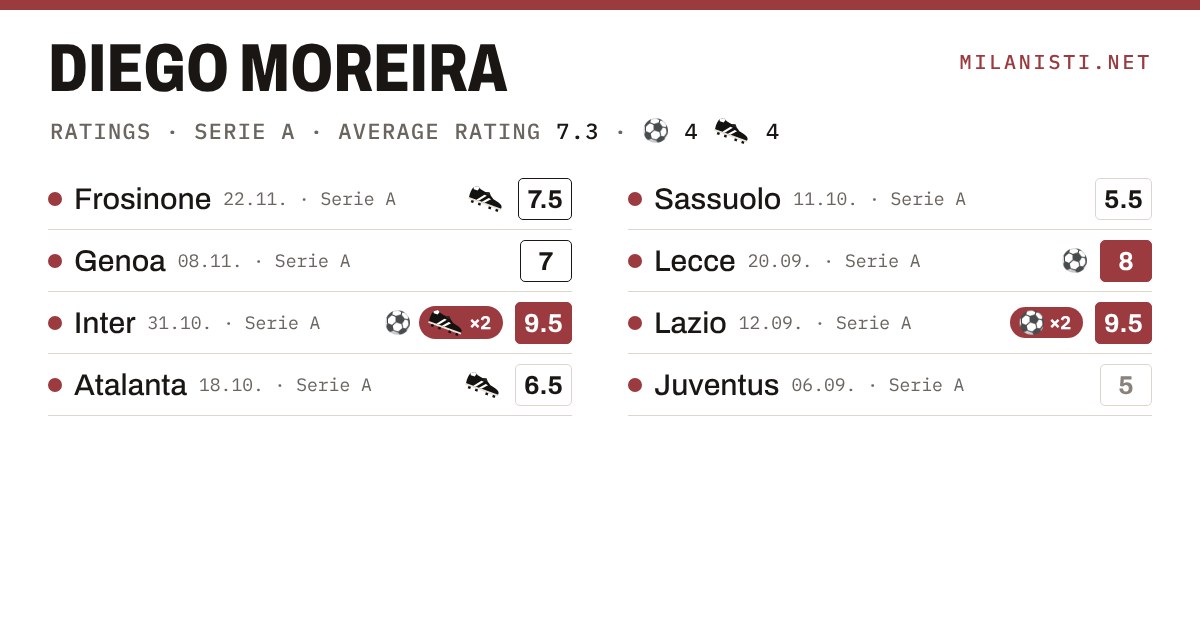 DIEGO MOREIRA
MILANISTI.NET
RATINGS · SERIE A · AVERAGE RATING 7.3 · ⚽ 4 4
Frosinone 22.11. · Serie A 7.5
Genoa 08.11. · Serie A 7
Inter 31.10. · Serie A ⚽ ×2 9.5
Atalanta 18.10. · Serie A 6.5
Sassuolo 11.10. · Serie A 5.5
Lecce 20.09. · Serie A ⚽ 8
Lazio 12.09. · Serie A ⚽ ×2 9.5
Juventus 06.09. · Serie A 5